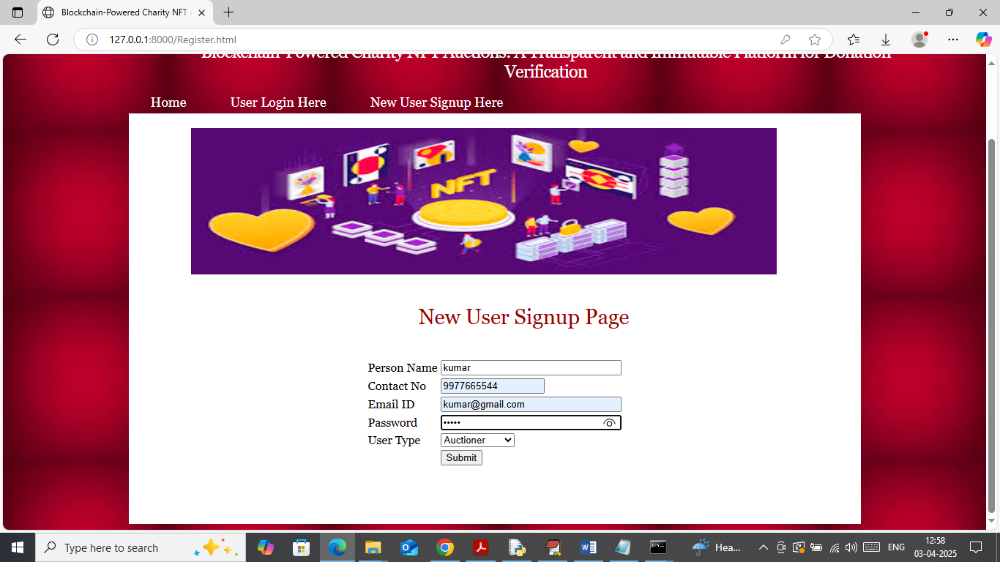 Blockchain-Powered Charity NFT
127.0.0.1:8000/Register.html
Blockchain-Powered Charity NFT Auctions: A Transparent and Immutable Platform for Donation
Verification
Home User Login Here New User Signup Here
NFT
New User Signup Page
Person Name kumar
Contact No 9977665544
Email ID kumar@gmail.com
Password •••••
User Type Auctioner
Submit
Type here to search
Hea...
ENG
12:58
03-04-2025